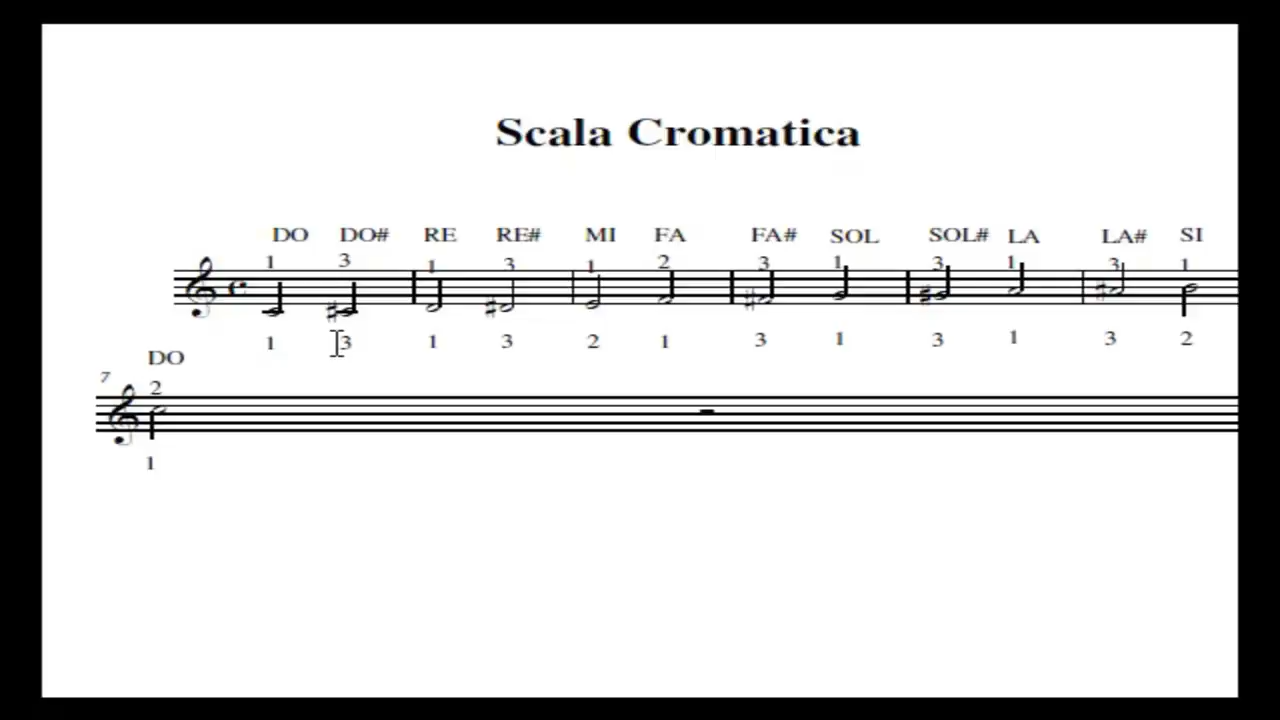 Scala Cromatica
DO DO# RE RE# MI FA FA# SOL SOL# LA LA# SI
1 3 1 3 1 2 3 1 3 1 3 1
1 3 1 3 2 1 3 1 3 1 3 2
DO
7
2
1